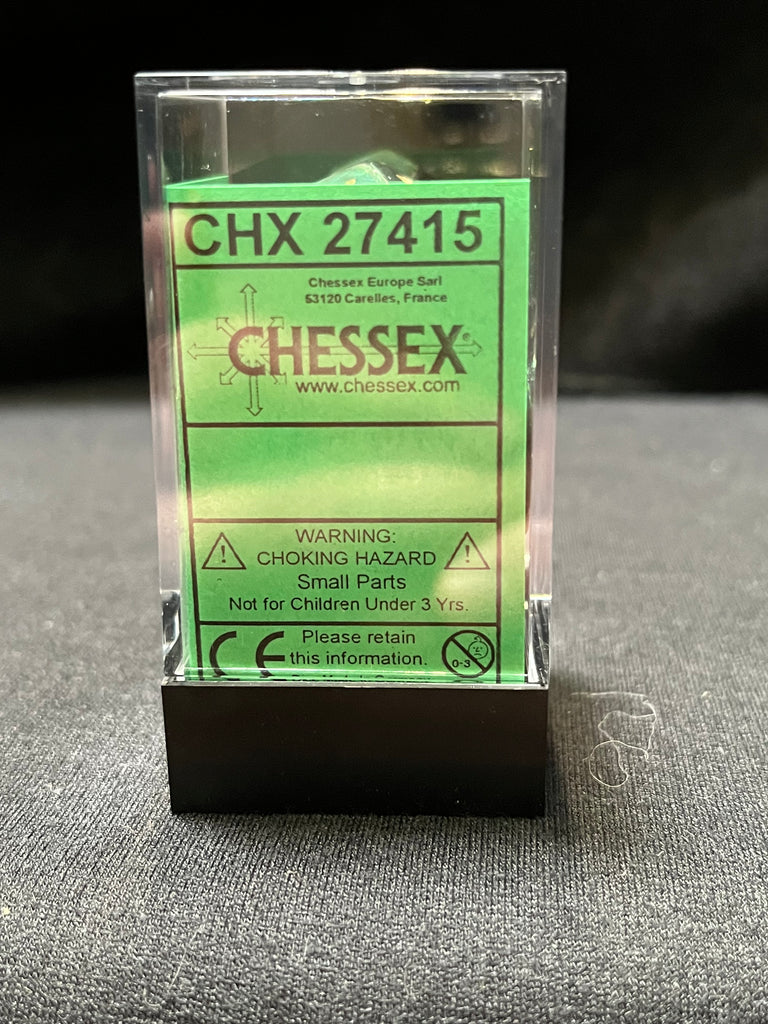 CHX 27415
Chessex Europe Sarl
53120 Carelles, France
CHESSEX®
www.chessex.com
WARNING:
CHOKING HAZARD
Small Parts
Not for Children Under 3 Yrs.
Please retain
this information.
CE
0-3